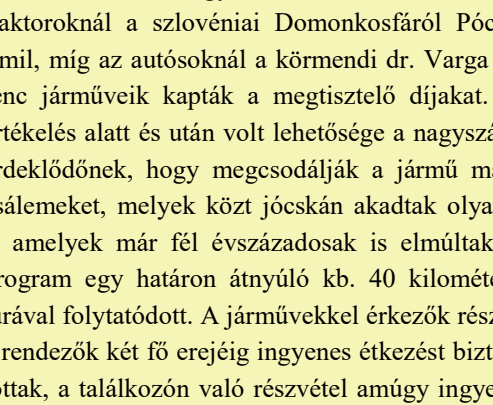 aktoroknál a szlovéniai Domonkosfáról Póc
mil, míg az autósoknál a körmendi dr. Varga
enc járműveik kapták a megtisztelő díjakat.
rtékelés alatt és után volt lehetősége a nagyszá
rdeklődőnek, hogy megcsodálják a jármű ma
sálemeket, melyek közt jócskán akadtak olya
amelyek már fél évszázadosak is elmúltak
rogram egy határon átnyúló kb. 40 kilométe
rával folytatódott. A járművekkel érkezők rész
rendezők két fő erejéig ingyenes étkezést bizt
ottak, a találkozón való részvétel amúgy ingye